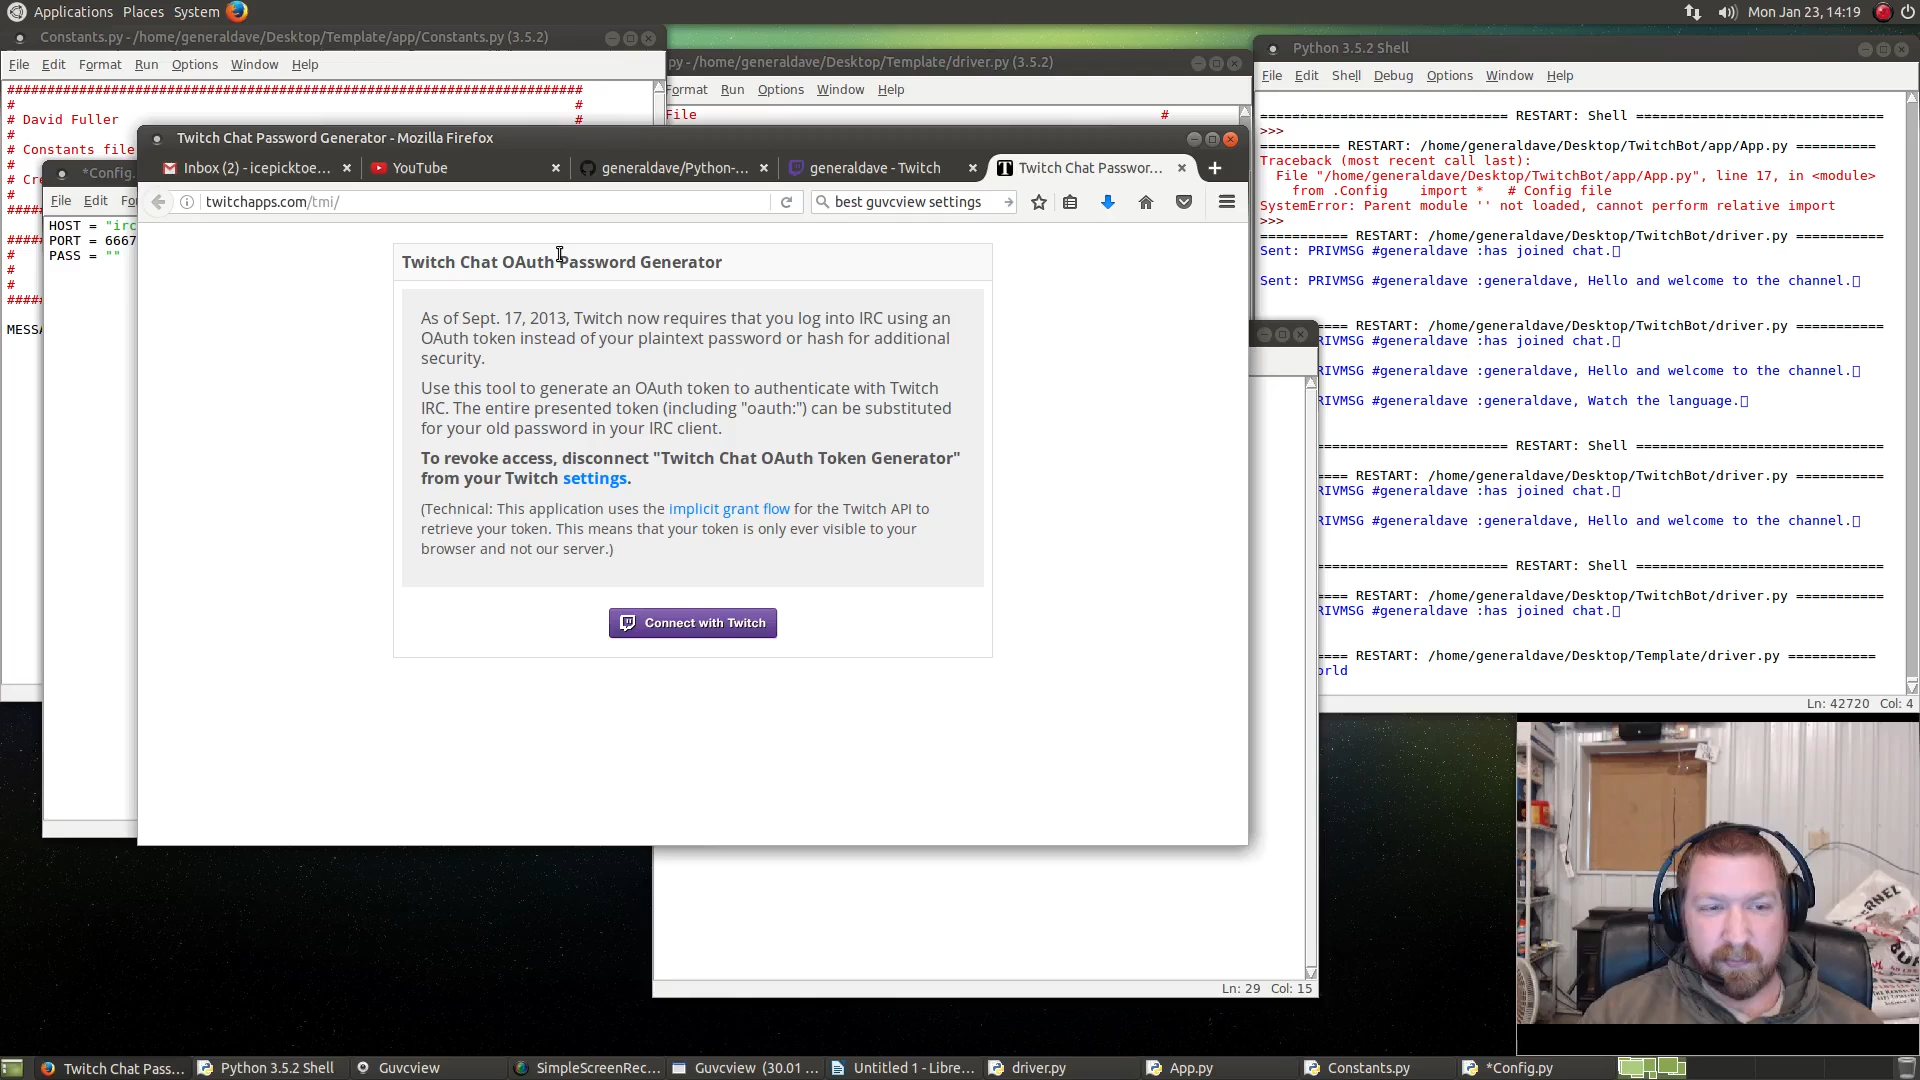 Applications Places System
Mon Jan 23, 14:19
Constants.py - /home/generaldave/Desktop/Template/app/Constants.py (3.5.2)
File Edit Format Run Options Window Help
################################################################################
# #
# David Fuller #
#
# Constants file
#
# Cre
MESSA
*Config.
File Edit Fo
HOST = "irc
PORT = 6667
PASS = ""
py - /home/generaldave/Desktop/Template/driver.py (3.5.2)
Format Run Options Window Help
File #
Twitch Chat Password Generator - Mozilla Firefox
Inbox (2) - icepicktoe...
YouTube
generaldave/Python-...
generaldave - Twitch
Twitch Chat Passwor...
twitchapps.com/tmi/
best guvcview settings
Twitch Chat OAuth Password Generator
As of Sept. 17, 2013, Twitch now requires that you log into IRC using an
OAuth token instead of your plaintext password or hash for additional
security.
Use this tool to generate an OAuth token to authenticate with Twitch
IRC. The entire presented token (including "oauth:") can be substituted
for your old password in your IRC client.
To revoke access, disconnect "Twitch Chat OAuth Token Generator"
from your Twitch settings.
(Technical: This application uses the implicit grant flow for the Twitch API to
retrieve your token. This means that your token is only ever visible to your
browser and not our server.)
Connect with Twitch
Python 3.5.2 Shell
File Edit Shell Debug Options Window Help
=============================== RESTART: Shell ===============================
>>>
========== RESTART: /home/generaldave/Desktop/TwitchBot/app/App.py ==========
Traceback (most recent call last):
File "/home/generaldave/Desktop/TwitchBot/app/App.py", line 17, in <module>
from .Config import * # Config file
SystemError: Parent module '' not loaded, cannot perform relative import
>>>
=========== RESTART: /home/generaldave/Desktop/TwitchBot/driver.py ===========
Sent: PRIVMSG #generaldave :has joined chat.
Sent: PRIVMSG #generaldave :generaldave, Hello and welcome to the channel.
==== RESTART: /home/generaldave/Desktop/TwitchBot/driver.py ===========
PRIVMSG #generaldave :has joined chat.
PRIVMSG #generaldave :generaldave, Hello and welcome to the channel.
PRIVMSG #generaldave :generaldave, Watch the language.
======================== RESTART: Shell ===============================
==== RESTART: /home/generaldave/Desktop/TwitchBot/driver.py ===========
PRIVMSG #generaldave :has joined chat.
PRIVMSG #generaldave :generaldave, Hello and welcome to the channel.
======================== RESTART: Shell ===============================
==== RESTART: /home/generaldave/Desktop/TwitchBot/driver.py ===========
PRIVMSG #generaldave :has joined chat.
==== RESTART: /home/generaldave/Desktop/Template/driver.py ===========
orld
Ln: 42720 Col: 4
Ln: 29 Col: 15
Twitch Chat Pass...
Python 3.5.2 Shell
Guvcview
SimpleScreenRec...
Guvcview (30.01 ...
Untitled 1 - Libre...
driver.py
App.py
Constants.py
*Config.py